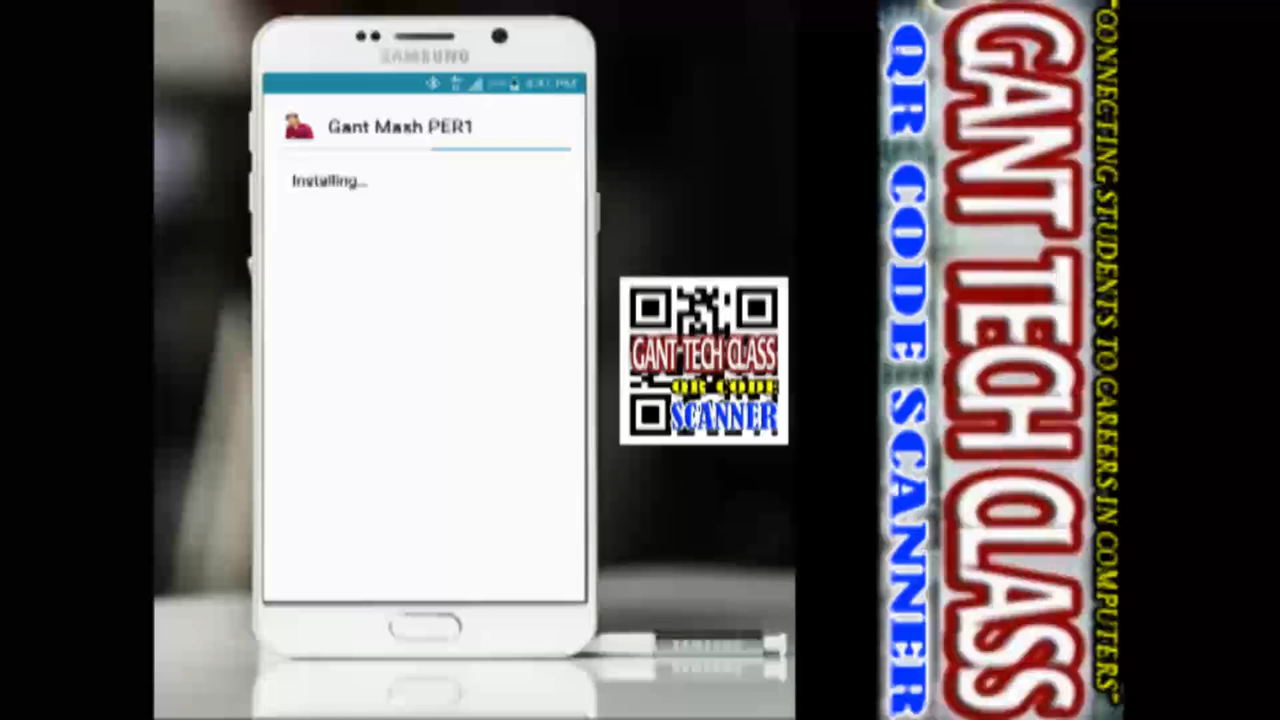 SAMSUNG
Gant Mash PER1
Installing...
GANT TECH CLASS
QR CODE
SCANNER
SAMSUNG
QR CODE SCANNER
GANT TECH CLASS
"CONNECTING STUDENTS TO CAREERS IN COMPUTERS"